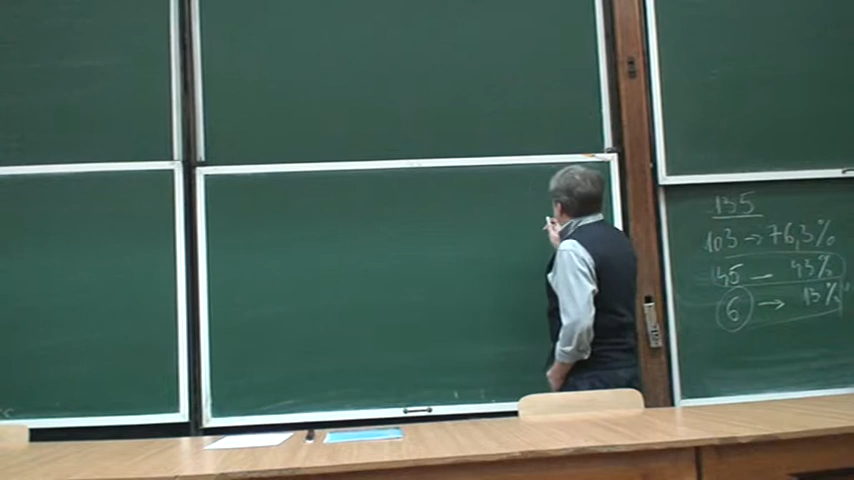 135
103 → 76,3%
45 — 43%
6 → 13%